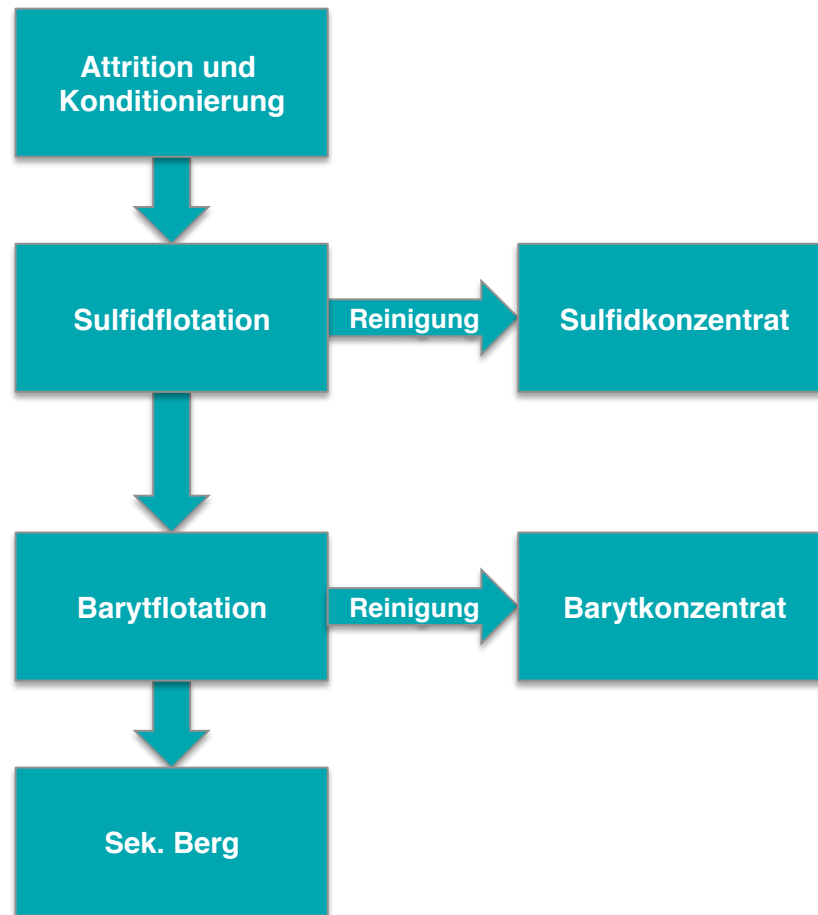 Attrition und
Konditionierung
Sulfidflotation
Reinigung
Sulfidkonzentrat
Barytflotation
Reinigung
Barytkonzentrat
Sek. Berg